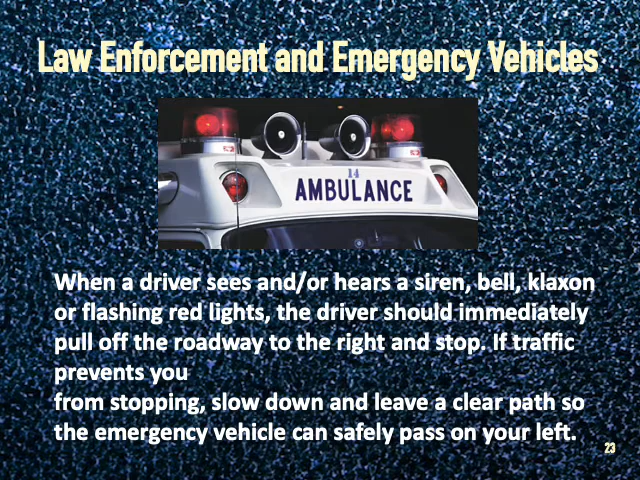 Law Enforcement and Emergency Vehicles
14
AMBULANCE
When a driver sees and/or hears a siren, bell, klaxon
or flashing red lights, the driver should immediately
pull off the roadway to the right and stop. If traffic
prevents you
from stopping, slow down and leave a clear path so
the emergency vehicle can safely pass on your left.
23